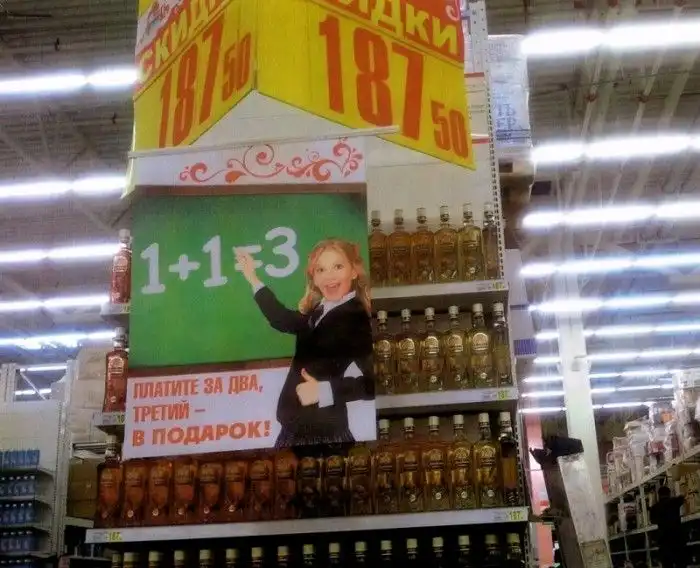 СКИДКИ
187 50
СКИДКИ
187 50
1+1=3
ПЛАТИТЕ ЗА ДВА,
ТРЕТИЙ –
В ПОДАРОК!